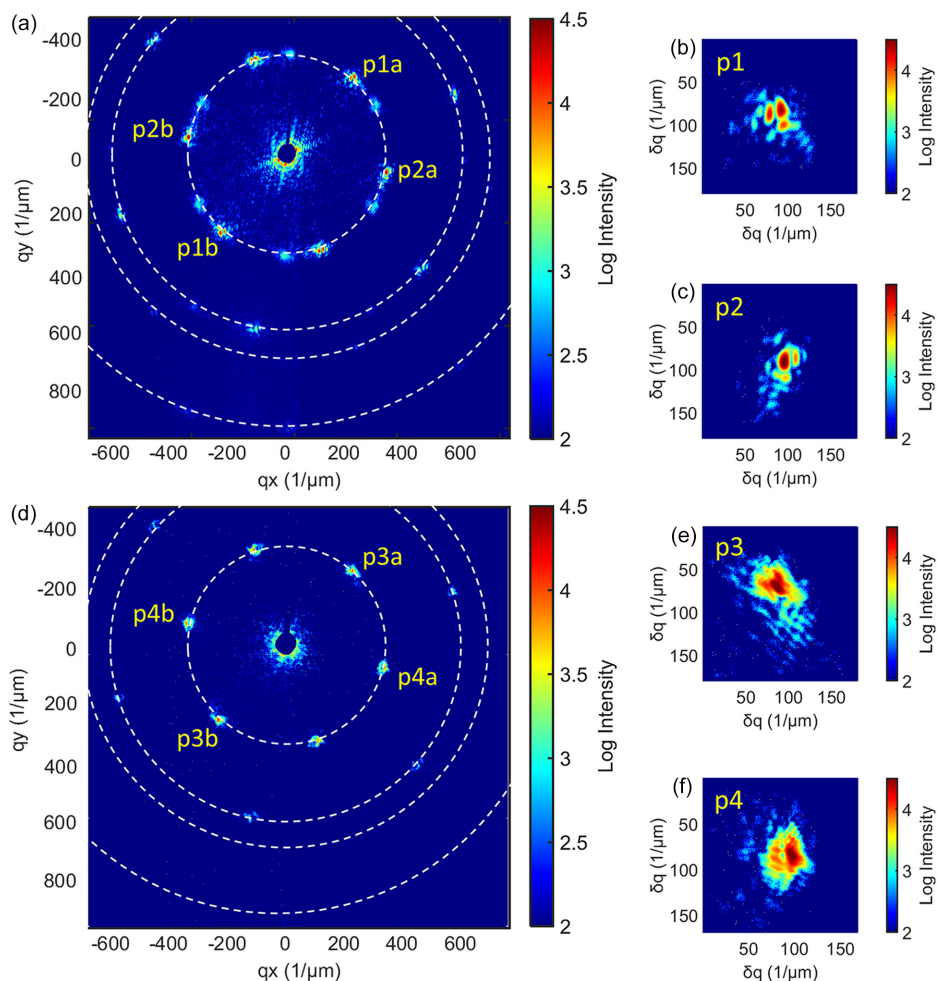 (a)
-400
-200
0
200
400
600
800
qy (1/μm)
-600
-400
-200
0
200
400
600
qx (1/μm)
p1a
p2b
p2a
p1b
4.5
4
3.5
3
2.5
2
Log Intensity
(b)
p1
50
100
150
δq (1/μm)
50
100
150
δq (1/μm)
4
3
2
Log Intensity
(c)
p2
50
100
150
δq (1/μm)
50
100
150
δq (1/μm)
4
3
2
Log Intensity
(d)
-400
-200
0
200
400
600
800
qy (1/μm)
-600
-400
-200
0
200
400
600
qx (1/μm)
p3a
p4b
p4a
p3b
4.5
4
3.5
3
2.5
2
Log Intensity
(e)
p3
50
100
150
δq (1/μm)
50
100
150
δq (1/μm)
4
3
2
Log Intensity
(f)
p4
50
100
150
δq (1/μm)
50
100
150
δq (1/μm)
4
3
2
Log Intensity